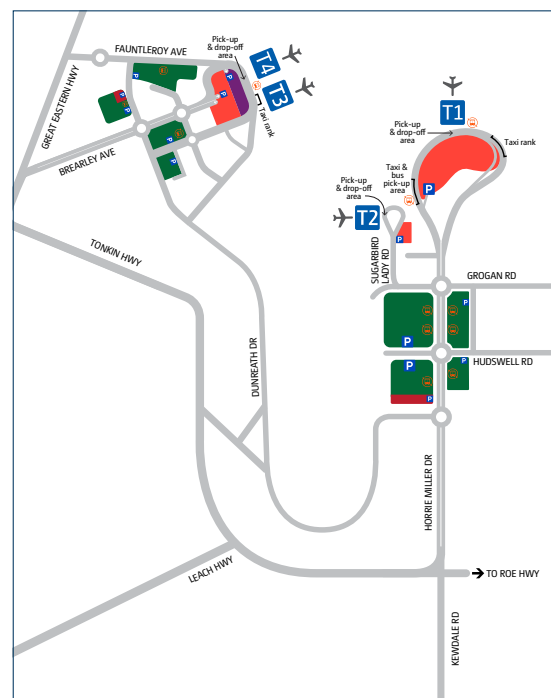 FAUNTLEROY AVE
Pick-up
& drop-off
area
T4
T3
Taxi rank
GREAT EASTERN HWY
BREARLEY AVE
P
P
P
P
P
P
P
T1
Pick-up
& drop-off
area
Taxi rank
Taxi &
bus
pick-up
area
P
Pick-up
& drop-off
area
T2
P
SUGARBIRD
LADY RD
TONKIN HWY
GROGAN RD
P
P
HUDSWELL RD
P
P
P
DUNREATH DR
HORRIE MILLER DR
LEACH HWY
→ TO ROE HWY
KEWDALE RD